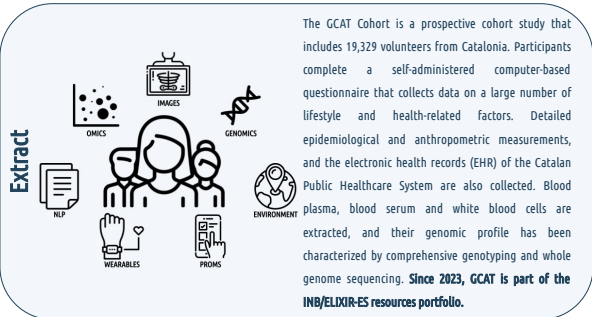 Extract
IMAGES
OMICS
GENOMICS
NLP
ENVIRONMENT
WEARABLES
PROMS
The GCAT Cohort is a prospective cohort study that
includes 19,329 volunteers from Catalonia. Participants
complete a self-administered computer-based
questionnaire that collects data on a large number of
lifestyle and health-related factors. Detailed
epidemiological and anthropometric measurements,
and the electronic health records (EHR) of the Catalan
Public Healthcare System are also collected. Blood
plasma, blood serum and white blood cells are
extracted, and their genomic profile has been
characterized by comprehensive genotyping and whole
genome sequencing. Since 2023, GCAT is part of the
INB/ELIXIR-ES resources portfolio.